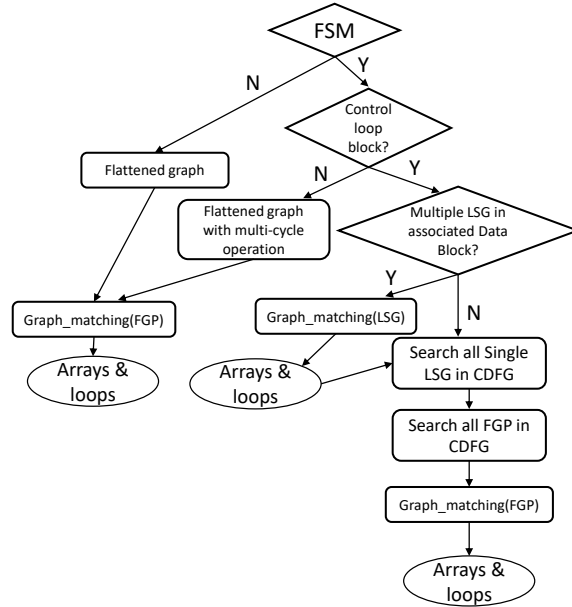 FSM
N
Y
Control
loop
block?
Flattened graph
N
Y
Flattened graph
with multi-cycle
operation
Multiple LSG in
associated Data
Block?
Y
N
Graph_matching(FGP)
Graph_matching(LSG)
Arrays &
loops
Arrays &
loops
Search all Single
LSG in CDFG
Search all FGP in
CDFG
Graph_matching(FGP)
Arrays &
loops